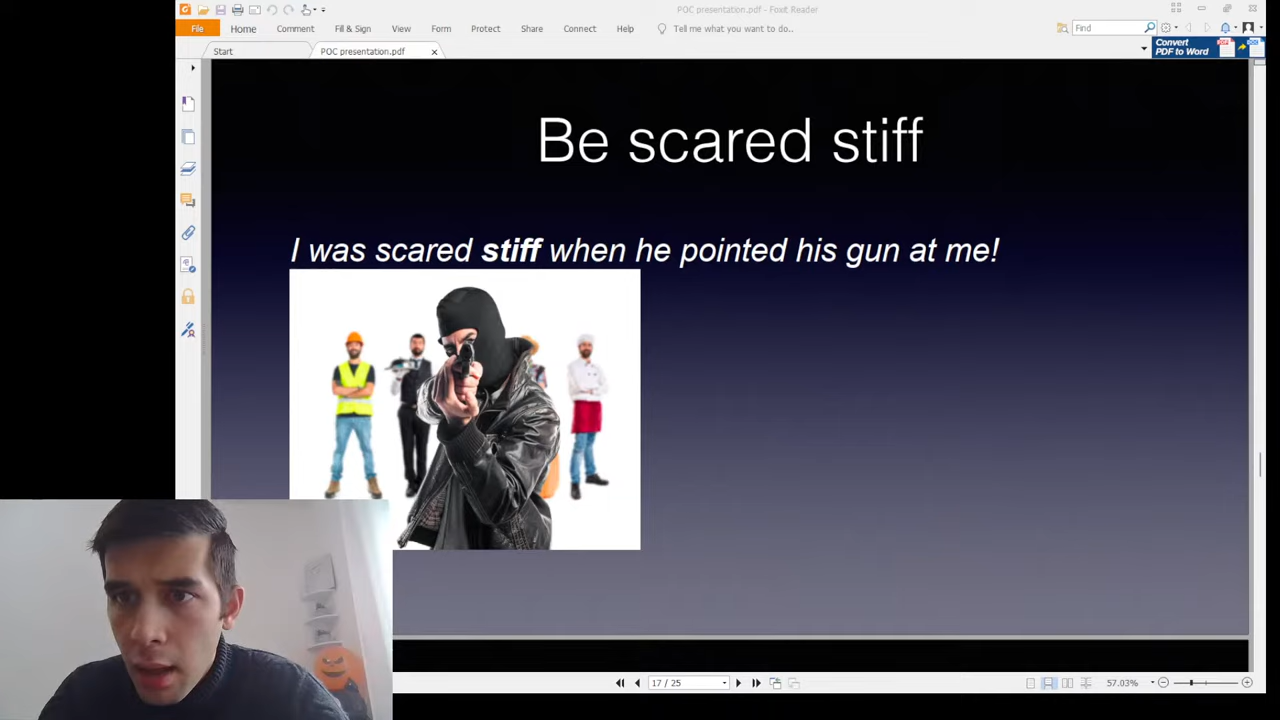 POC presentation.pdf - Foxit Reader
File Home Comment Fill & Sign View Form Protect Share Connect Help Tell me what you want to do.. Find
Start POC presentation.pdf
Convert
PDF to Word
Be scared stiff
I was scared stiff when he pointed his gun at me!
17 / 25 57.03%